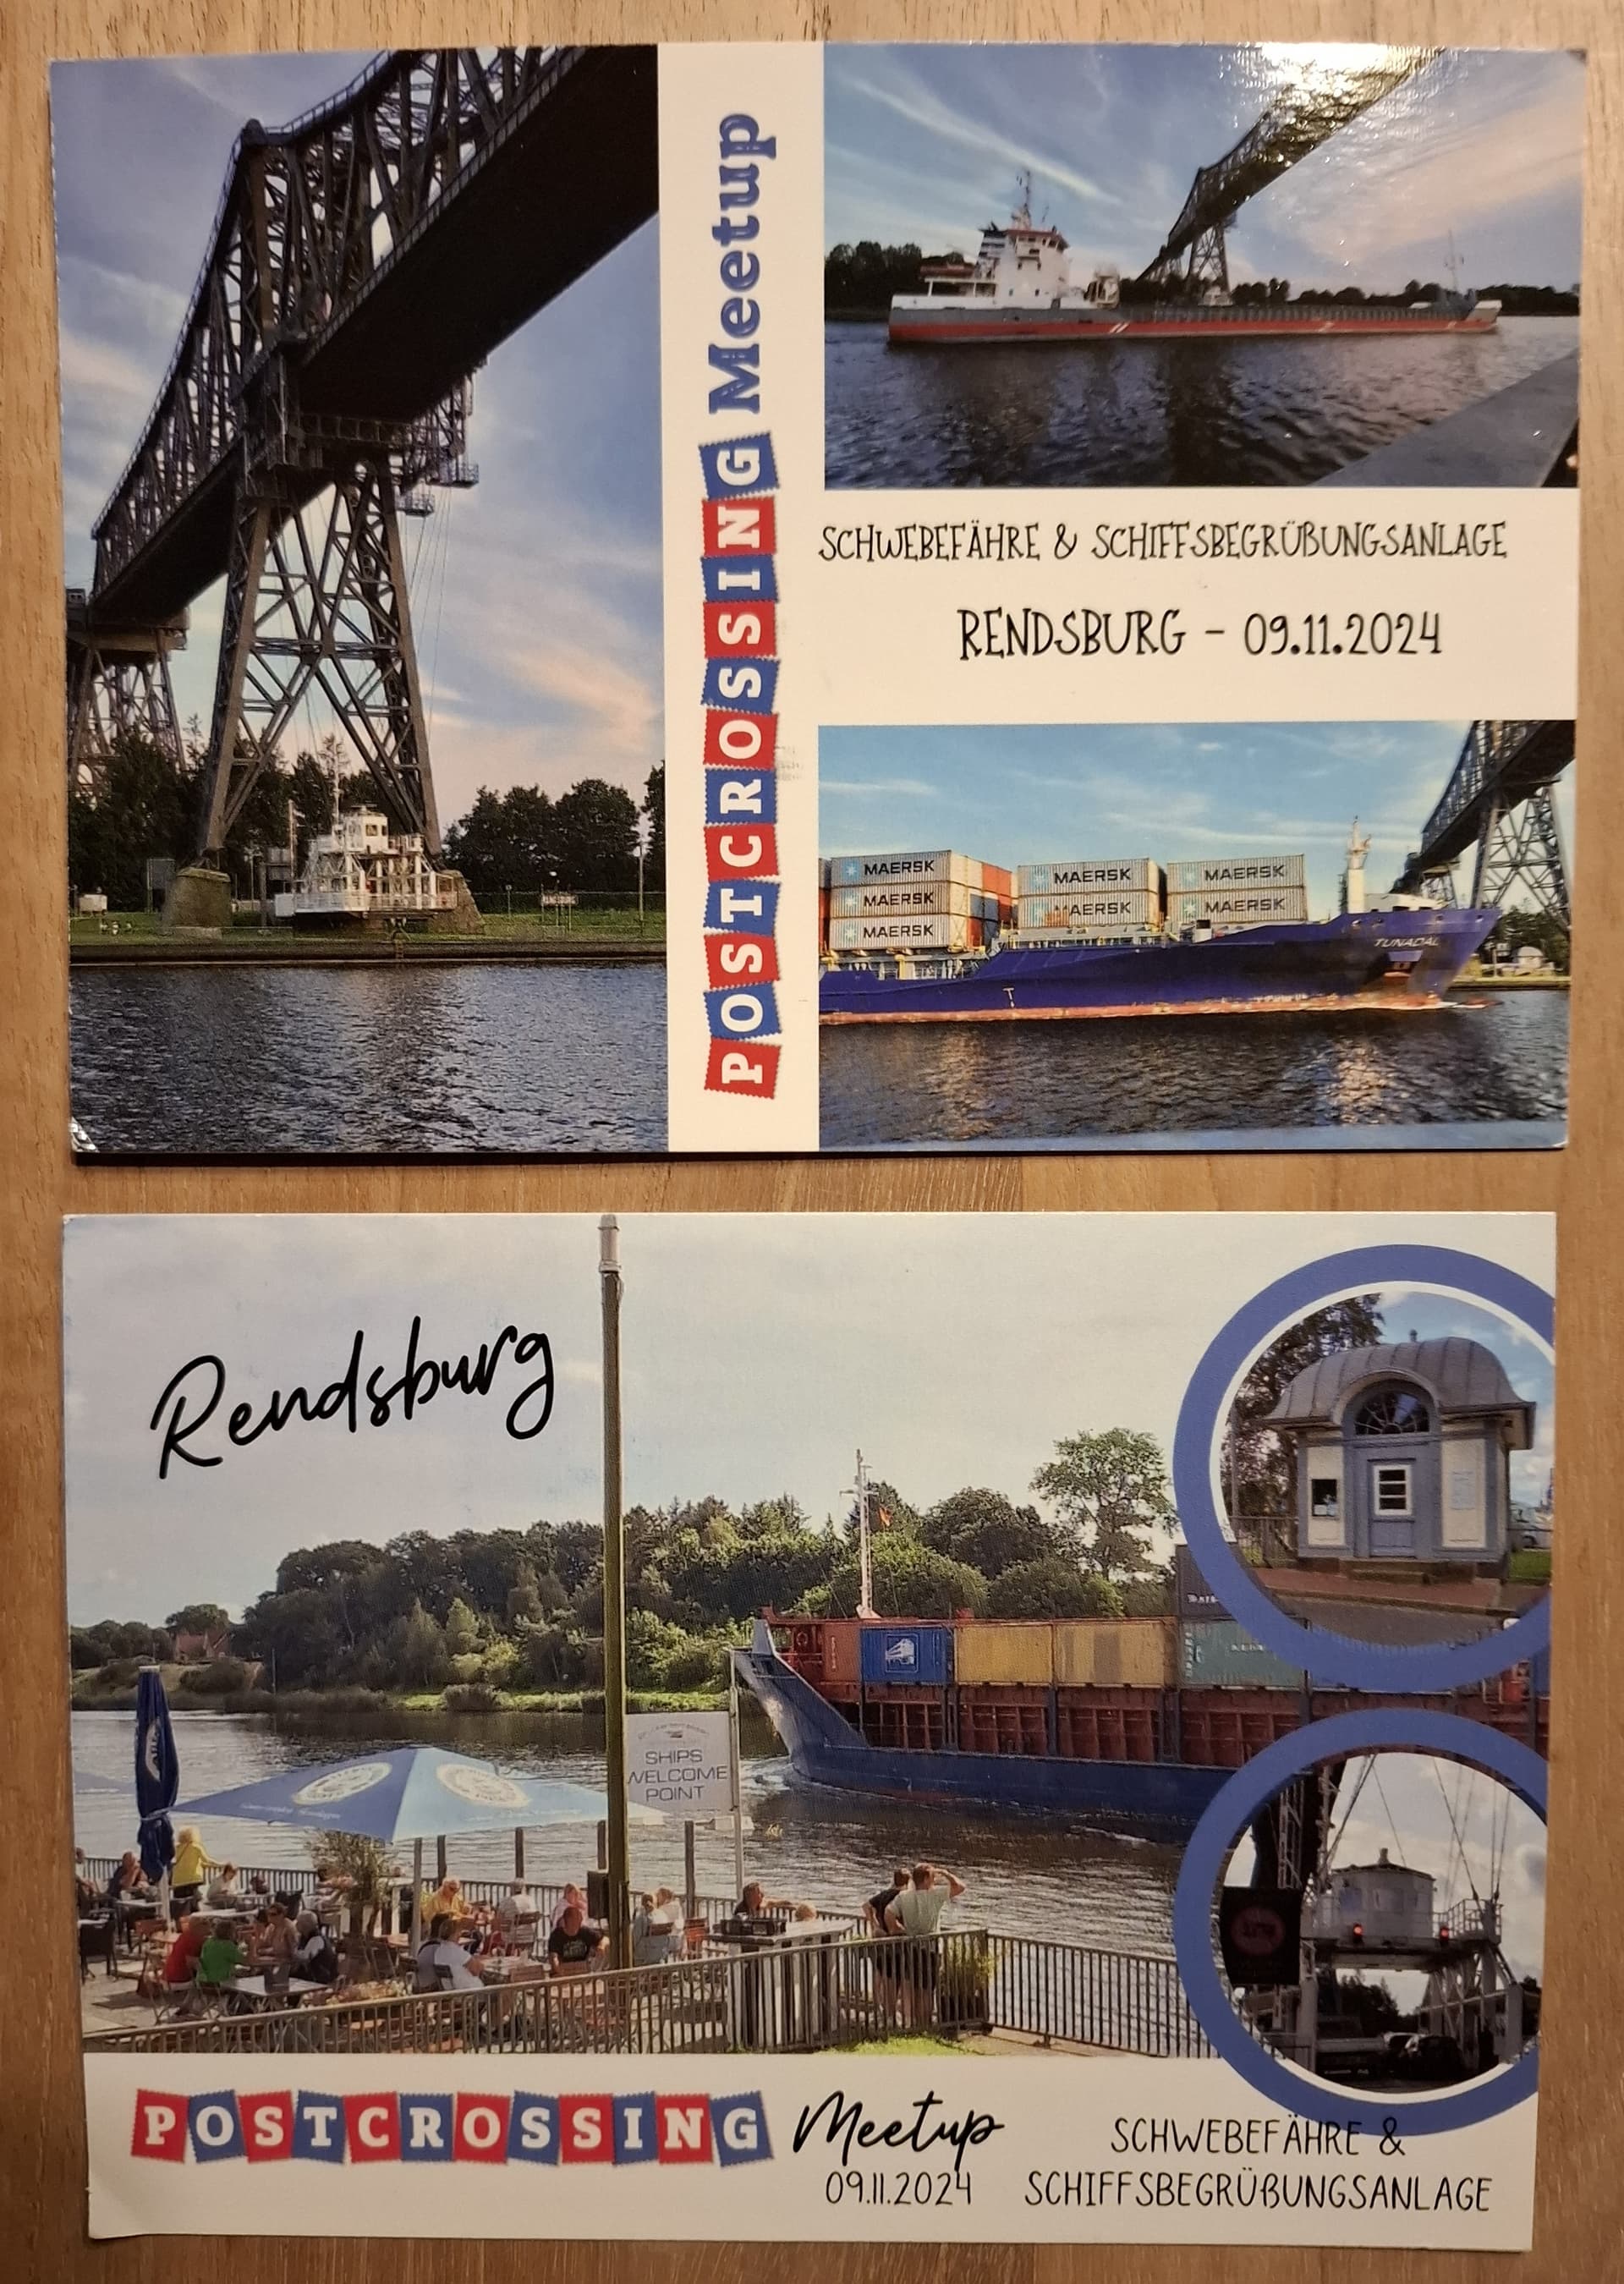 POSTCROSSING Meetup
SCHWEBEFÄHRE & SCHIFFSBEGRÜßUNGSANLAGE
RENDSBURG - 09.11.2024
MAERSK
MAERSK
MAERSK
MAERSK
MAERSK
MAERSK
MAERSK
TUNADAL
Rendsburg
SHIPS
WELCOME
POINT
POSTCROSSING Meetup
09.11.2024
SCHWEBEFÄHRE &
SCHIFFSBEGRÜßUNGSANLAGE